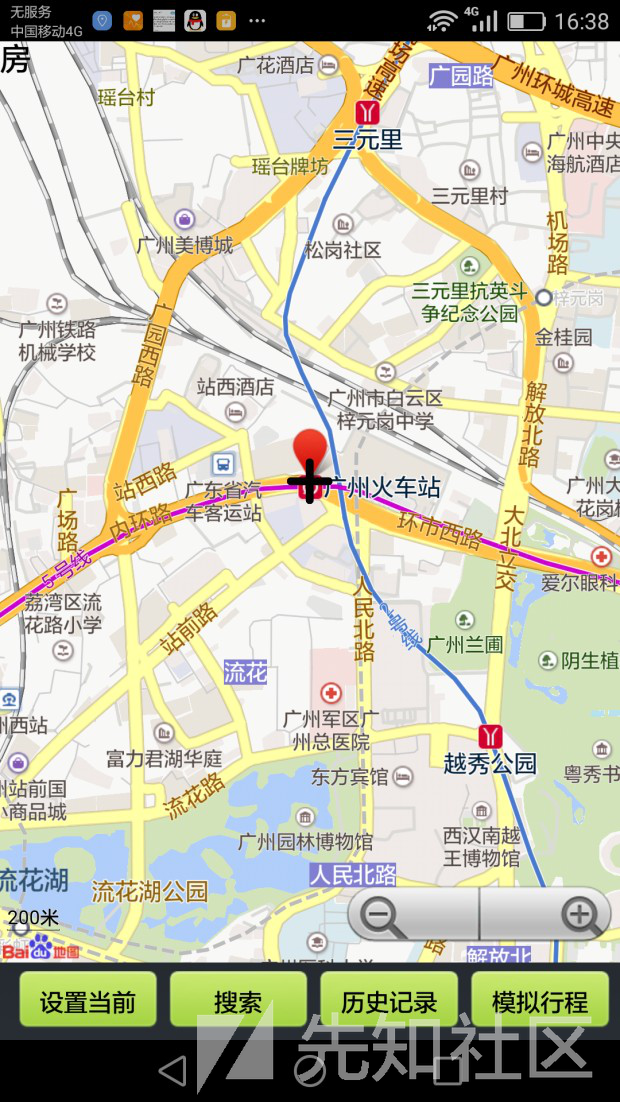 无服务
中国移动4G
4G
16:38
房
广花酒店
场高速
广园路
广州环城高速
瑶台村
三元里
瑶台牌坊
广州中央
海航酒店
三元里村
广州美博城
松岗社区
机场路
三元里抗英斗
争纪念公园
梓元岗
广州铁路
机械学校
广园西路
金桂园
站西酒店
广州市白云区
梓元岗中学
解放北路
站西路
广东省汽
车客运站
广州火车站
广州大
花岗
广场路
内环路
环市西路
大北立交
5号线
爱尔眼科
荔湾区流
花路小学
人民北路
2号线
站前路
广州兰圃
流花
阴生植
州西站
广州军区广
州总医院
富力君湖华庭
越秀公园
东方宾馆
粤秀书
州站前国
小商品城
流花路
广州园林博物馆
西汉南越
王博物馆
流花湖
流花湖公园
人民北路
200米
Bai du 地图
路
解放北
设置当前
搜索
历史记录
模拟行程
先知社区